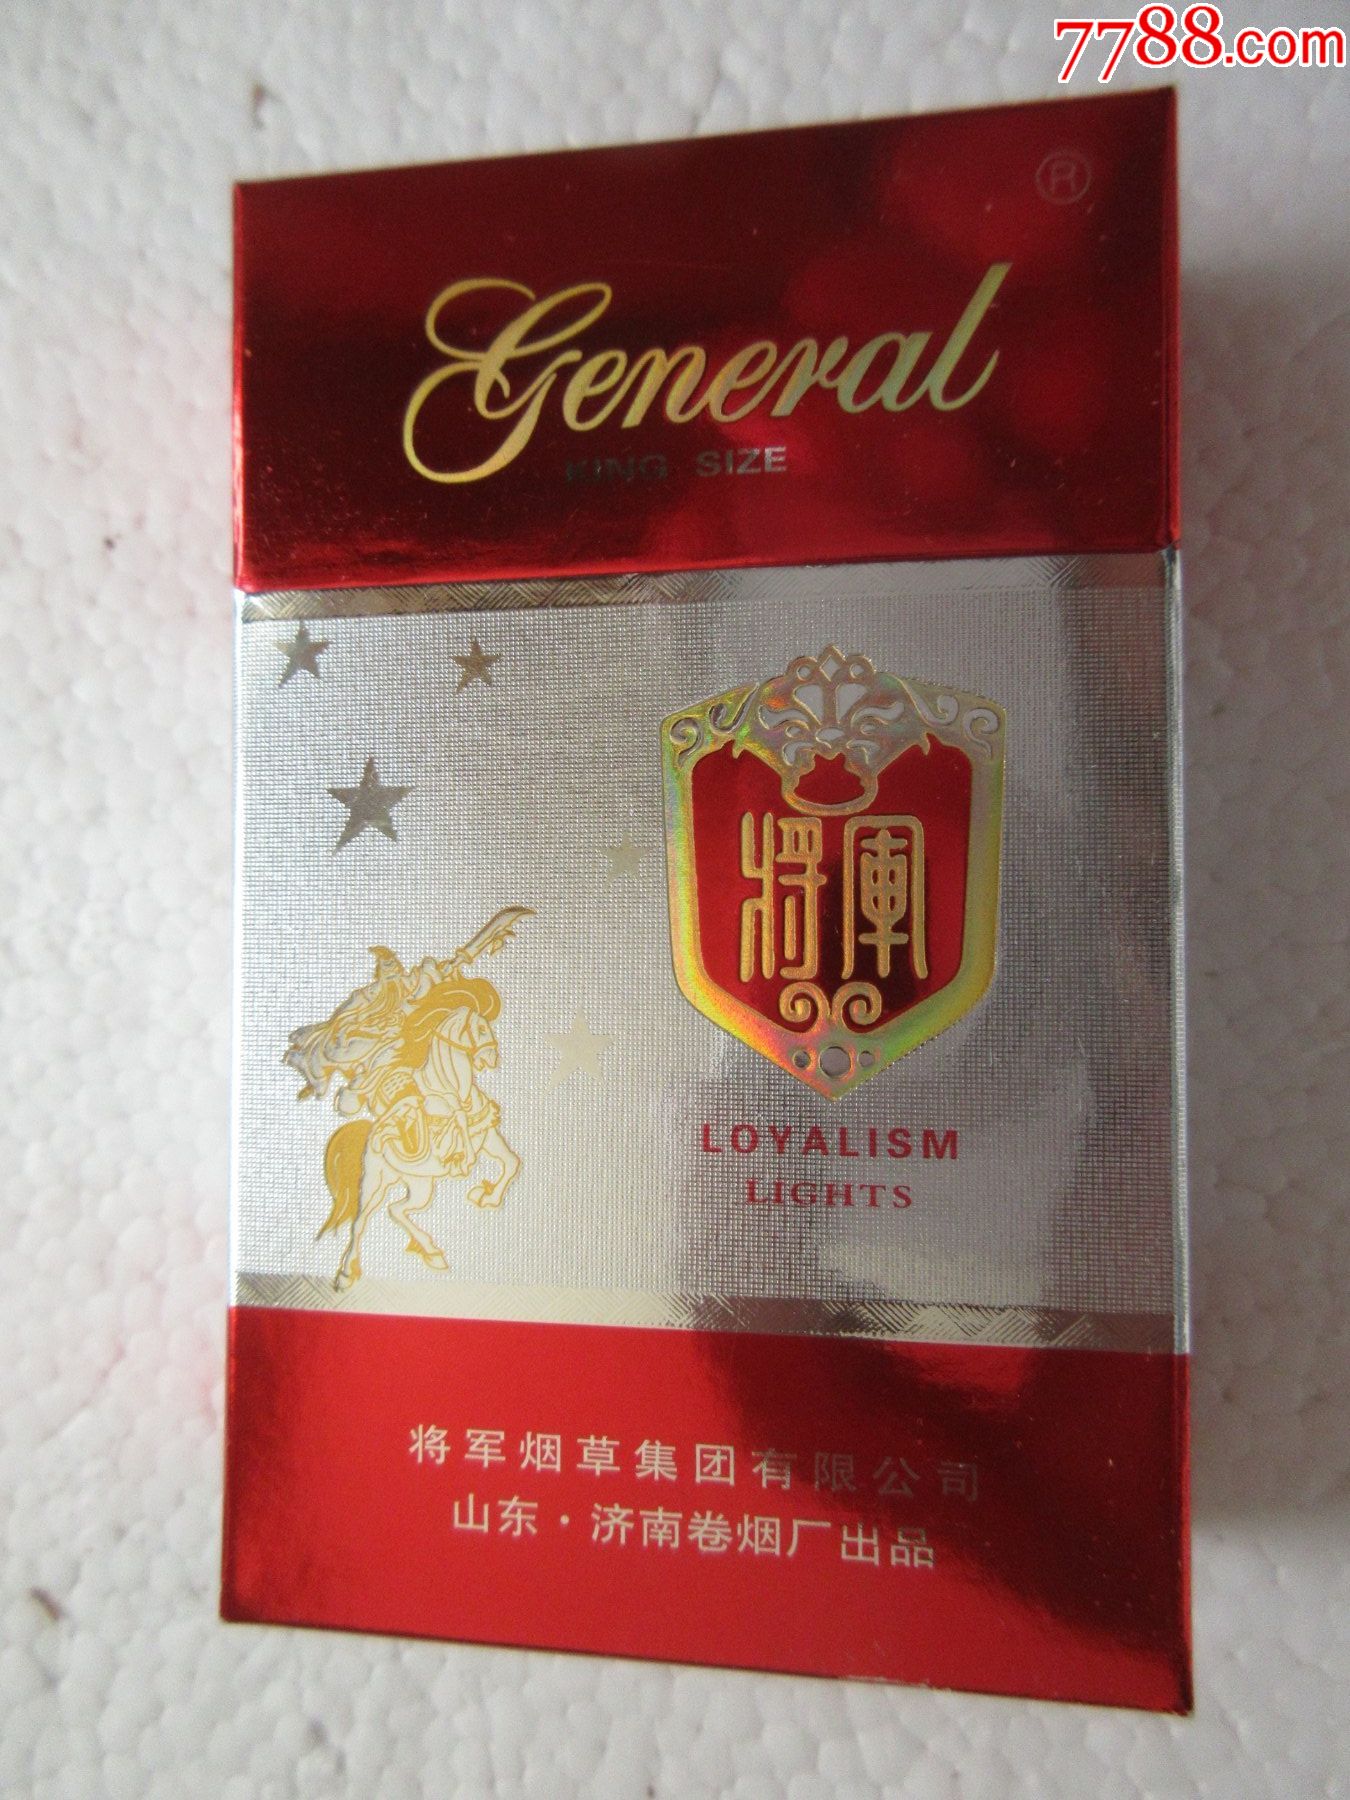 7788.com
®
General
KING SIZE
将軍
LOYALISM
LIGHTS
将军烟草集团有限公司
山东·济南卷烟厂出品